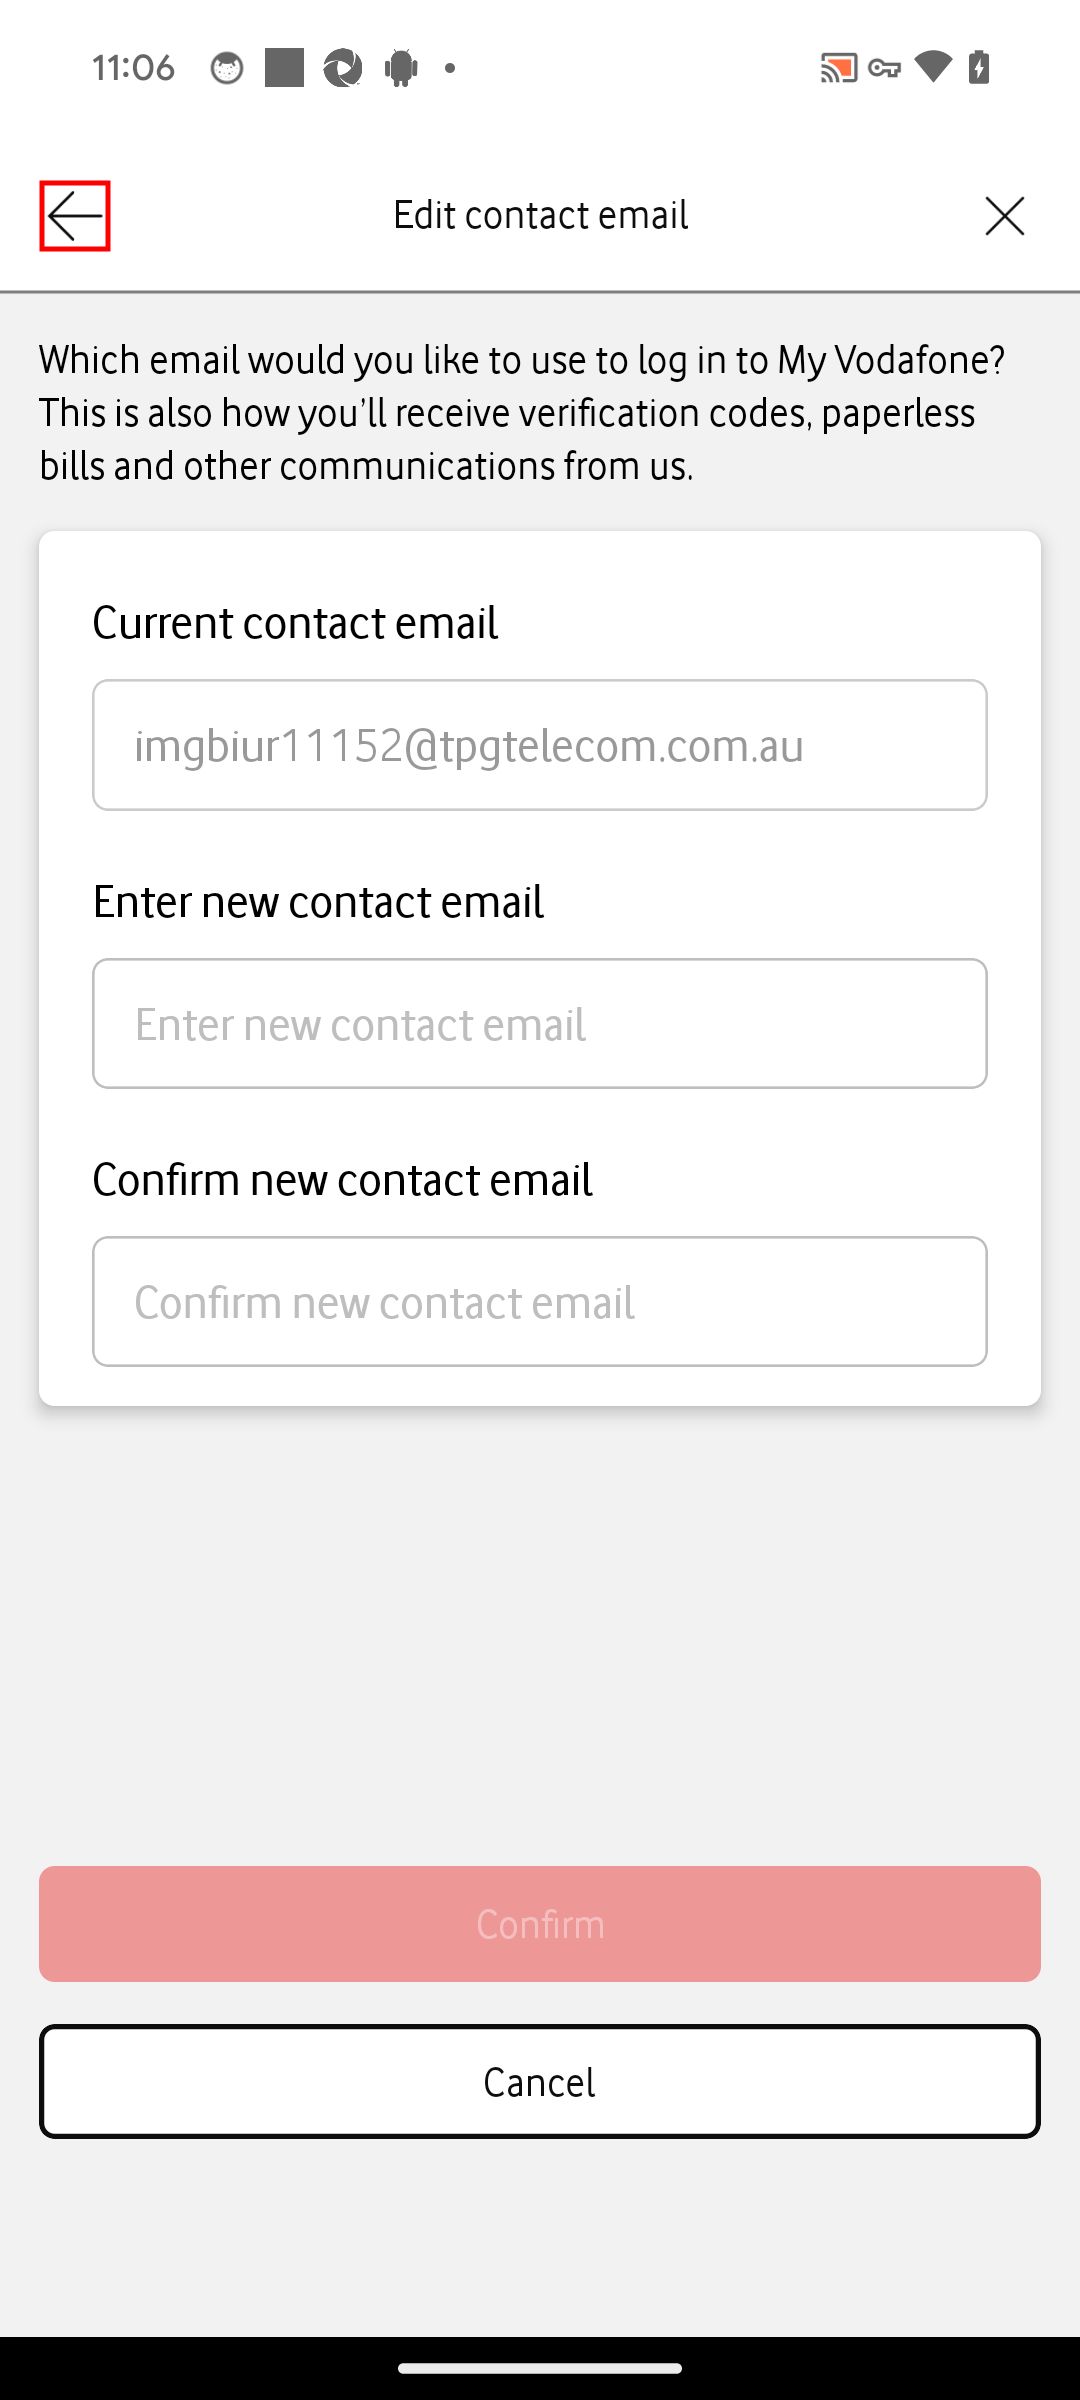 11:06
Edit contact email
Which email would you like to use to log in to My Vodafone?
This is also how you’ll receive verification codes, paperless
bills and other communications from us.
Current contact email
imgbiur11152@tpgtelecom.com.au
Enter new contact email
Enter new contact email
Confirm new contact email
Confirm new contact email
Confirm
Cancel